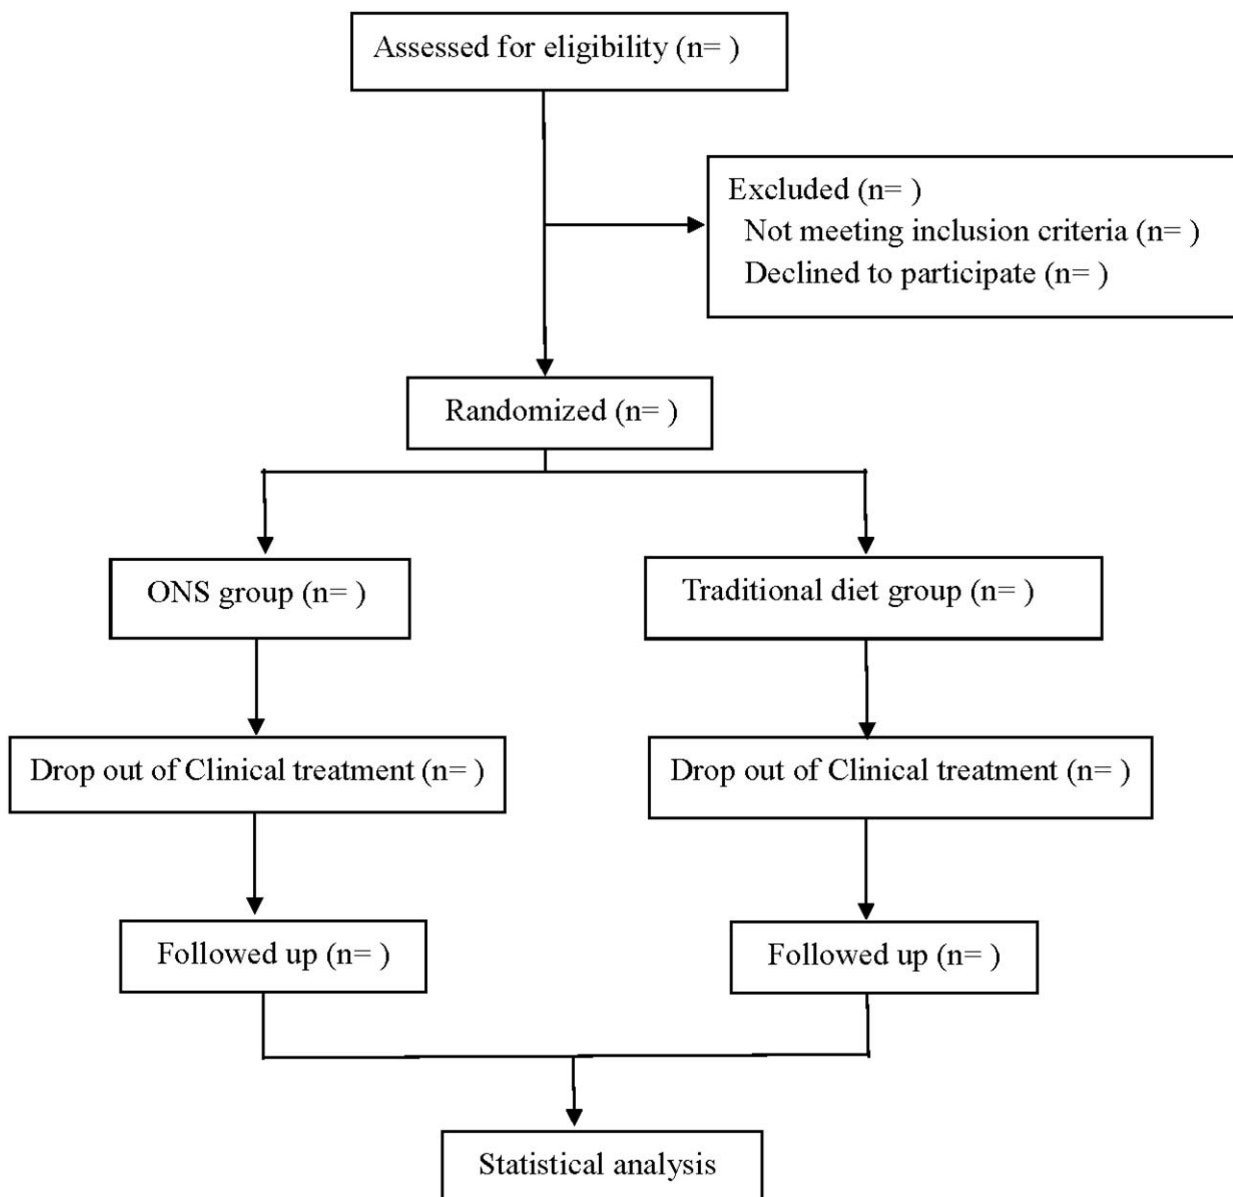 Assessed for eligibility (n= )
Excluded (n= )
Not meeting inclusion criteria (n= )
Declined to participate (n= )
Randomized (n= )
ONS group (n= )
Traditional diet group (n= )
Drop out of Clinical treatment (n= )
Drop out of Clinical treatment (n= )
Followed up (n= )
Followed up (n= )
Statistical analysis